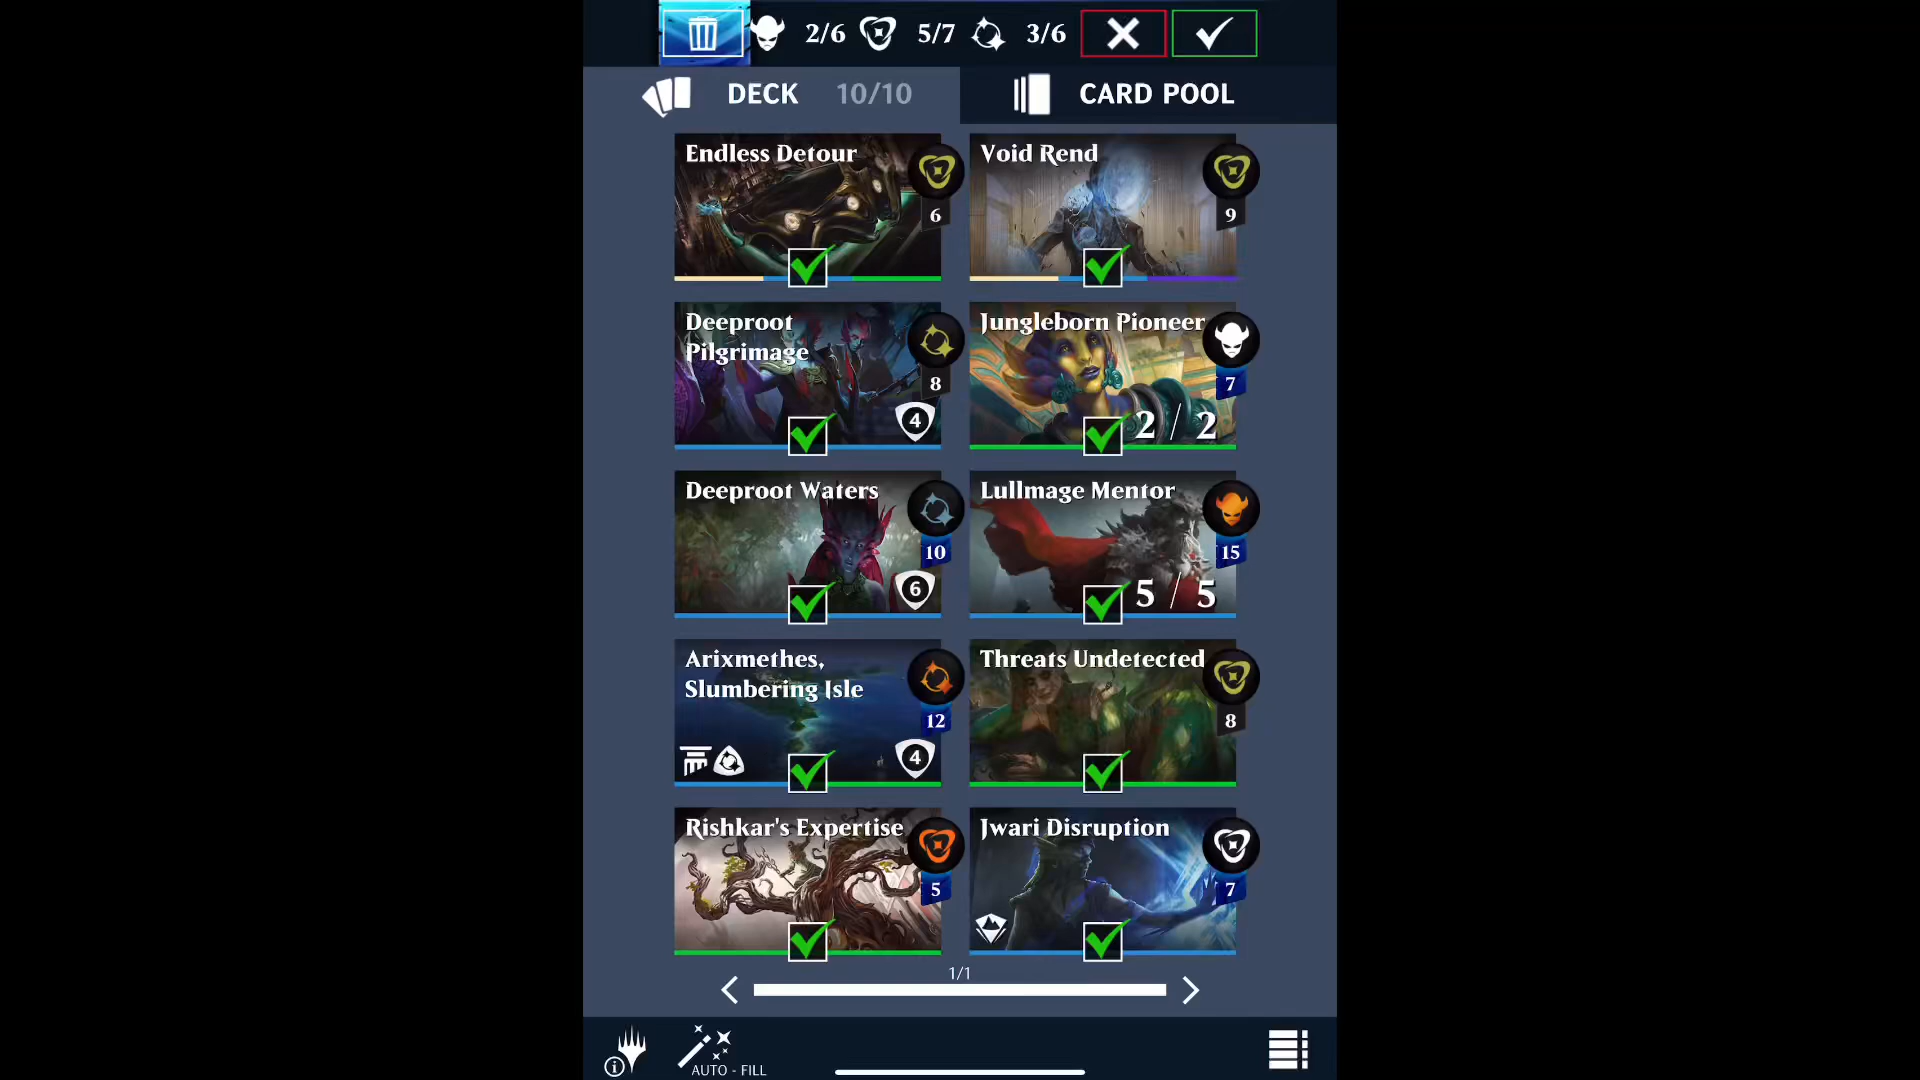 2/6 5/7 3/6
DECK 10/10 CARD POOL
Endless Detour
6
Void Rend
9
Deeproot
Pilgrimage
8
4
Jungleborn Pioneer
7
2 / 2
Deeproot Waters
10
6
Lullmage Mentor
15
5 / 5
Arixmethes,
Slumbering Isle
12
4
Threats Undetected
8
Rishkar's Expertise
5
Jwari Disruption
7
1/1
AUTO - FILL